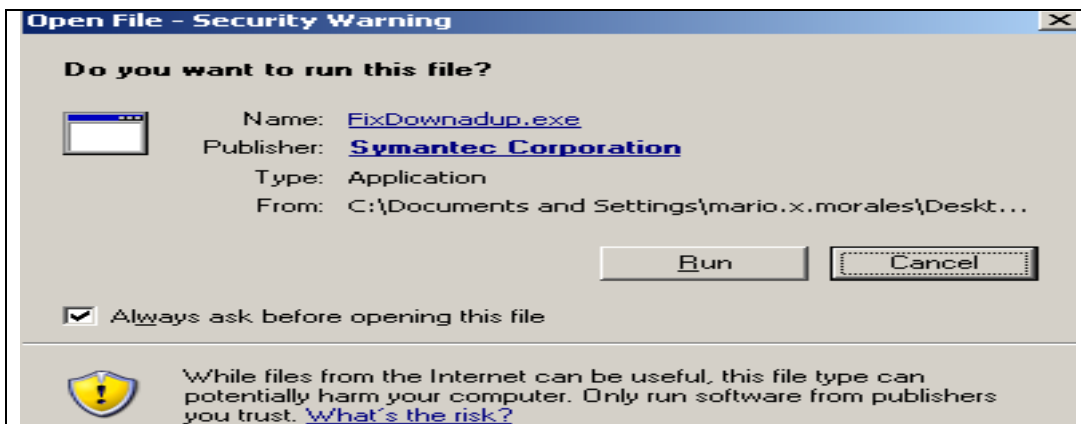 Open File - Security Warning
Do you want to run this file?
Name: FixDownadup.exe
Publisher: Symantec Corporation
Type: Application
From: C:\Documents and Settings\mario.x.morales\Deskt...
Run Cancel
Always ask before opening this file
While files from the Internet can be useful, this file type can
potentially harm your computer. Only run software from publishers
you trust. What´s the risk?